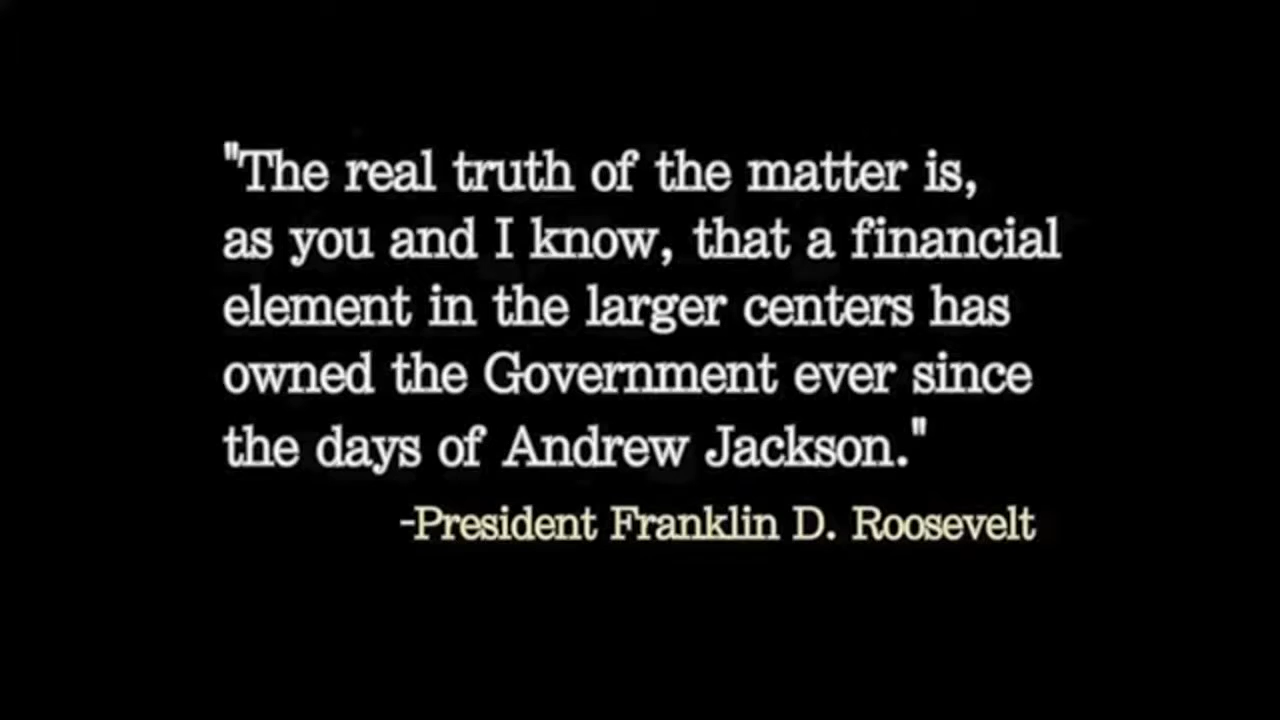 "The real truth of the matter is,
as you and I know, that a financial
element in the larger centers has
owned the Government ever since
the days of Andrew Jackson."
-President Franklin D. Roosevelt